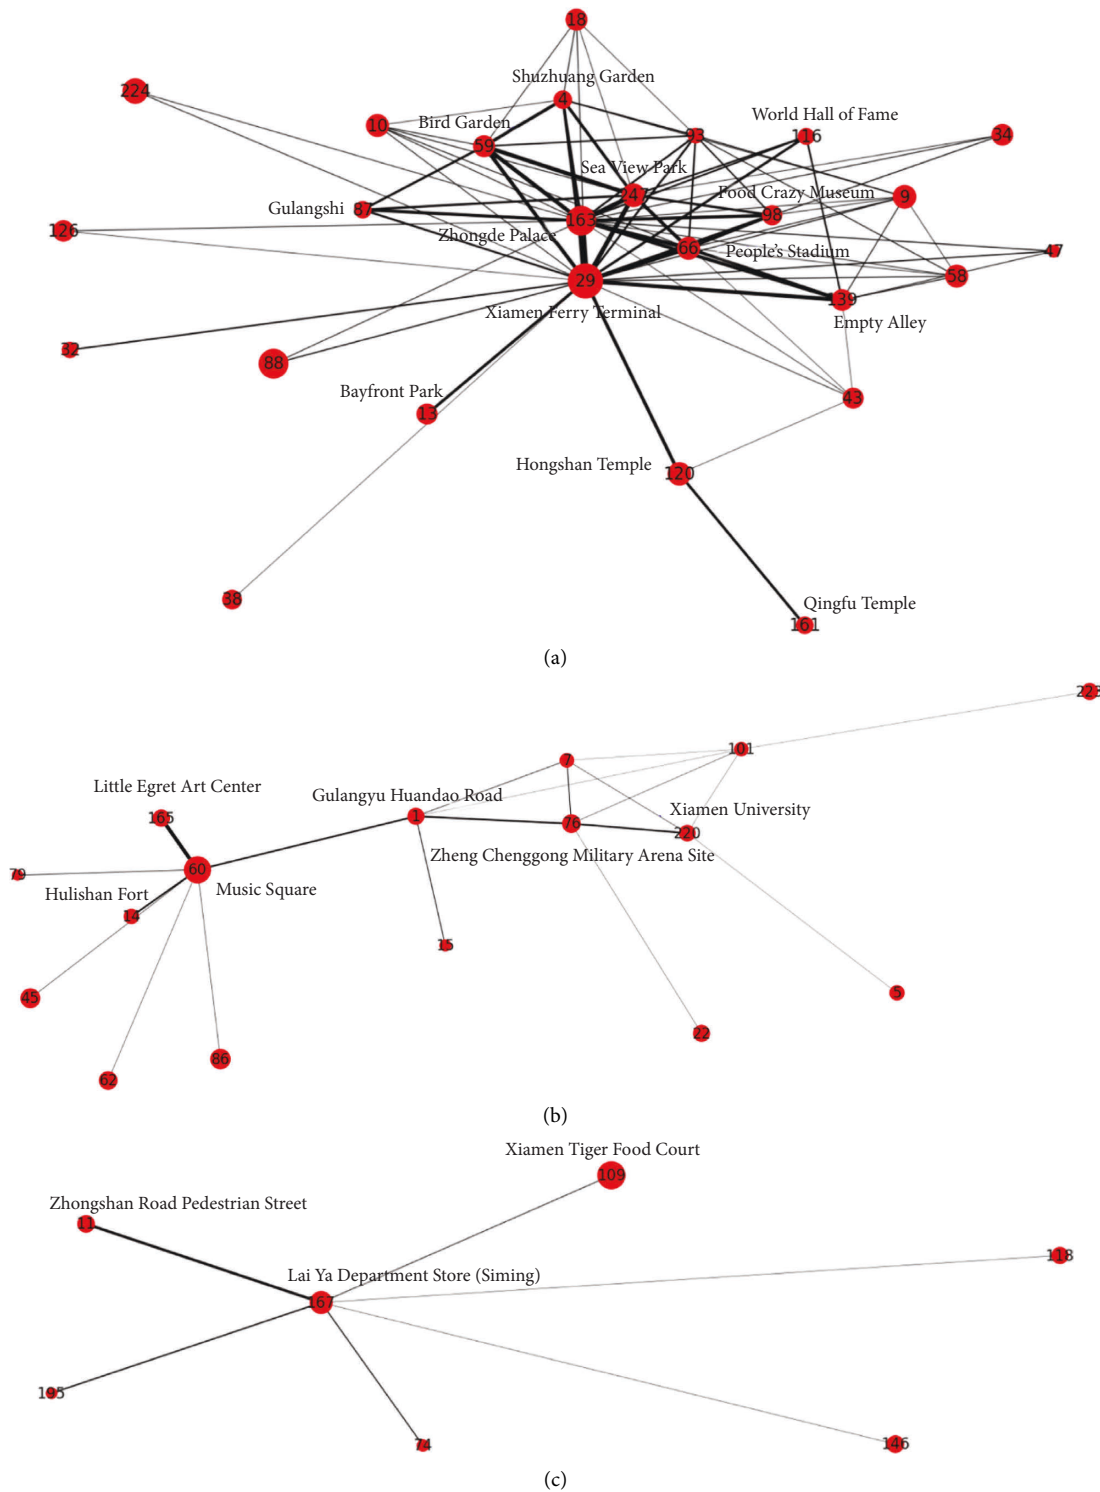 18
Shuzhuang Garden
224
4
Bird Garden
World Hall of Fame
10
93
116
34
59
Sea View Park
247
Food Crazy Museum
9
Gulangshi
87
163
98
126
Zhongde Palace
66
People's Stadium
47
29
58
139
Xiamen Ferry Terminal
Empty Alley
32
88
Bayfront Park
43
13
Hongshan Temple
120
38
Qingfu Temple
161
(a)
223
101
7
Little Egret Art Center
Gulangyu Huandao Road
Xiamen University
165
1
76
220
Zheng Chenggong Military Arena Site
79
60
Hulishan Fort
Music Square
14
15
45
5
22
86
62
(b)
Xiamen Tiger Food Court
109
Zhongshan Road Pedestrian Street
11
118
Lai Ya Department Store (Siming)
167
195
74
146
(c)